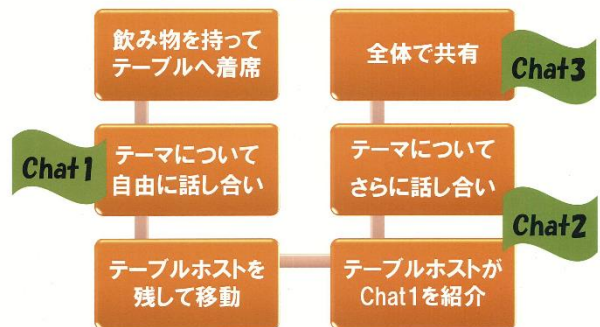 飲み物を持って
テーブルへ着席
Chat1
テーマについて
自由に話し合い
テーブルホストを
残して移動
テーブルホストが
Chat1を紹介
Chat2
テーマについて
さらに話し合い
全体で共有
Chat3